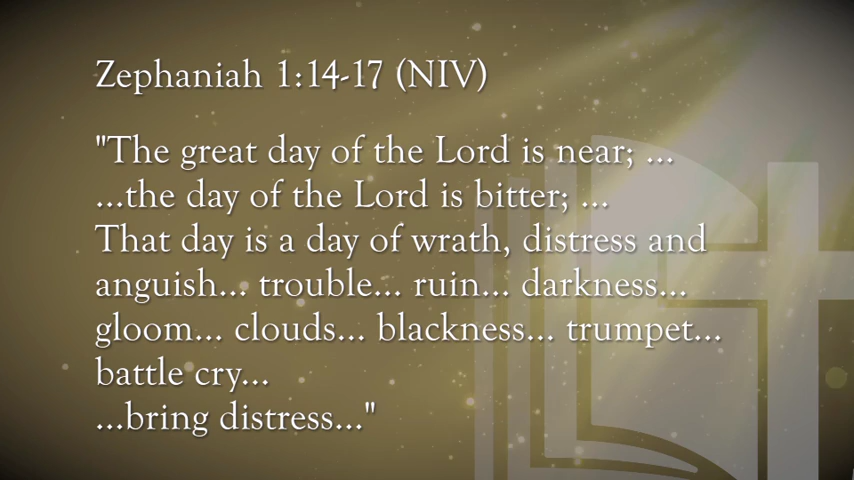 Zephaniah 1:14-17 (NIV)
"The great day of the Lord is near; ...
...the day of the Lord is bitter; ...
That day is a day of wrath, distress and
anguish... trouble... ruin... darkness...
gloom... clouds... blackness... trumpet...
battle cry...
...bring distress..."